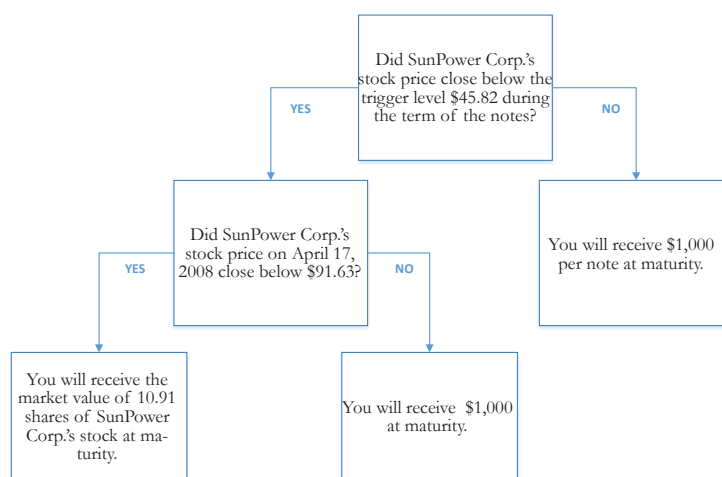 Did SunPower Corp.'s
stock price close below the
trigger level $45.82 during
the term of the notes?
YES
NO
Did SunPower Corp.'s
stock price on April 17,
2008 close below $91.63?
You will receive $1,000
per note at maturity.
YES
NO
You will receive the
market value of 10.91
shares of SunPower
Corp.'s stock at ma-
turity.
You will receive $1,000
at maturity.